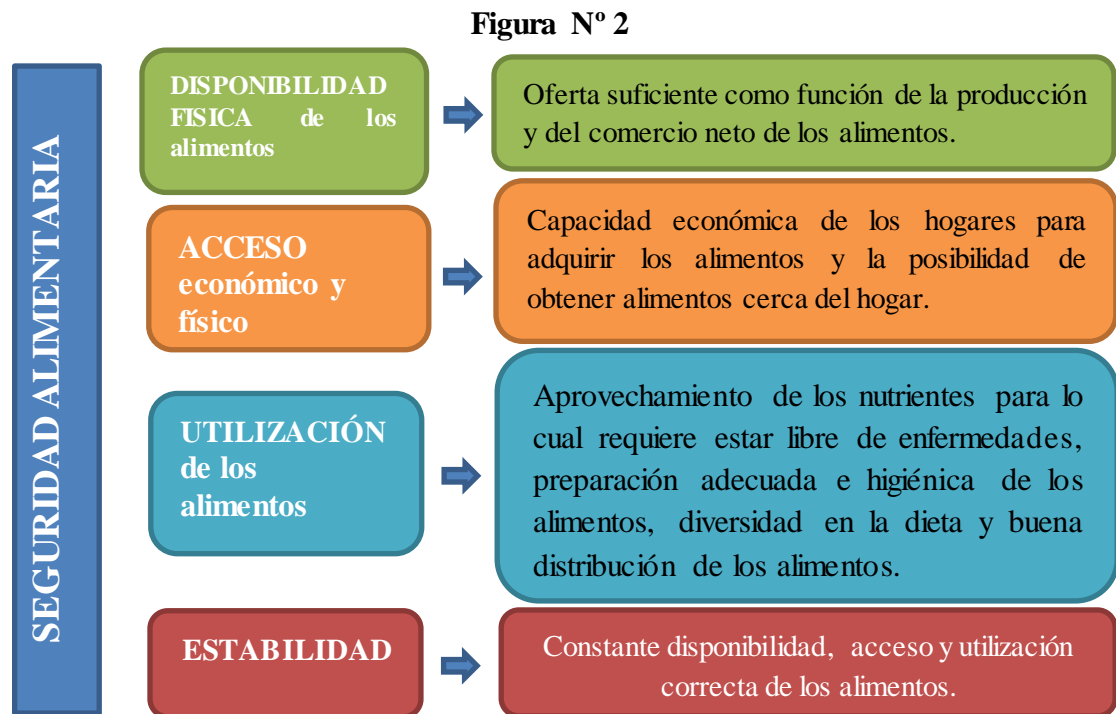 Figura Nº 2
SEGURIDAD ALIMENTARIA
DISPONIBILIDAD
FISICA de los
alimentos
Oferta suficiente como función de la producción
y del comercio neto de los alimentos.
ACCESO
económico y
físico
Capacidad económica de los hogares para
adquirir los alimentos y la posibilidad de
obtener alimentos cerca del hogar.
UTILIZACIÓN
de los
alimentos
Aprovechamiento de los nutrientes para lo
cual requiere estar libre de enfermedades,
preparación adecuada e higiénica de los
alimentos, diversidad en la dieta y buena
distribución de los alimentos.
ESTABILIDAD
Constante disponibilidad, acceso y utilización
correcta de los alimentos.